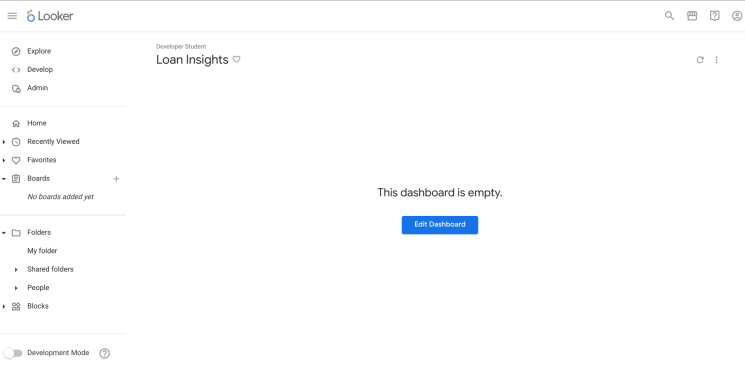 Looker
Explore
Develop
Admin
Home
Recently Viewed
Favorites
Boards
No boards added yet
Folders
My folder
Shared folders
People
Blocks
Development Mode
Developer Student
Loan Insights
This dashboard is empty.
Edit Dashboard